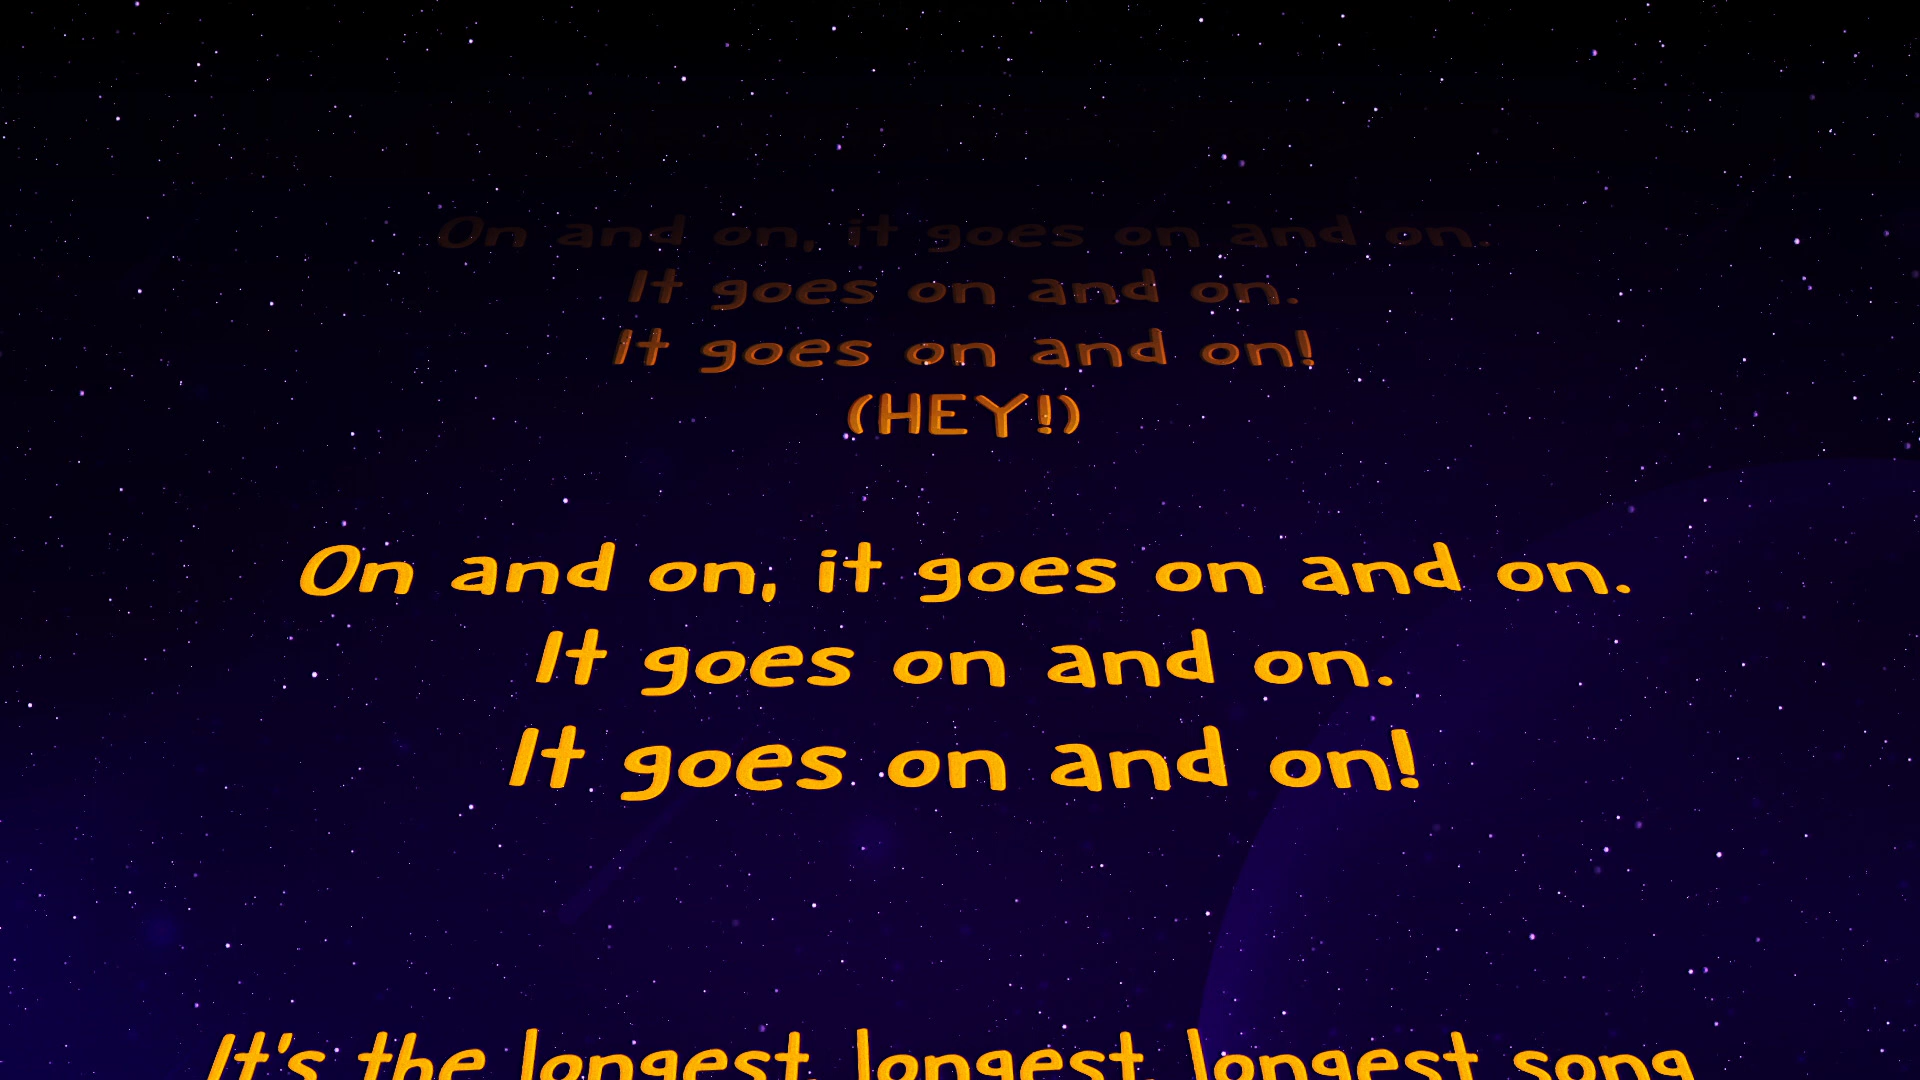 On and on, it goes on and on.
It goes on and on.
It goes on and on!
(HEY!)
On and on, it goes on and on.
It goes on and on.
It goes on and on!
It's the longest, longest, longest song